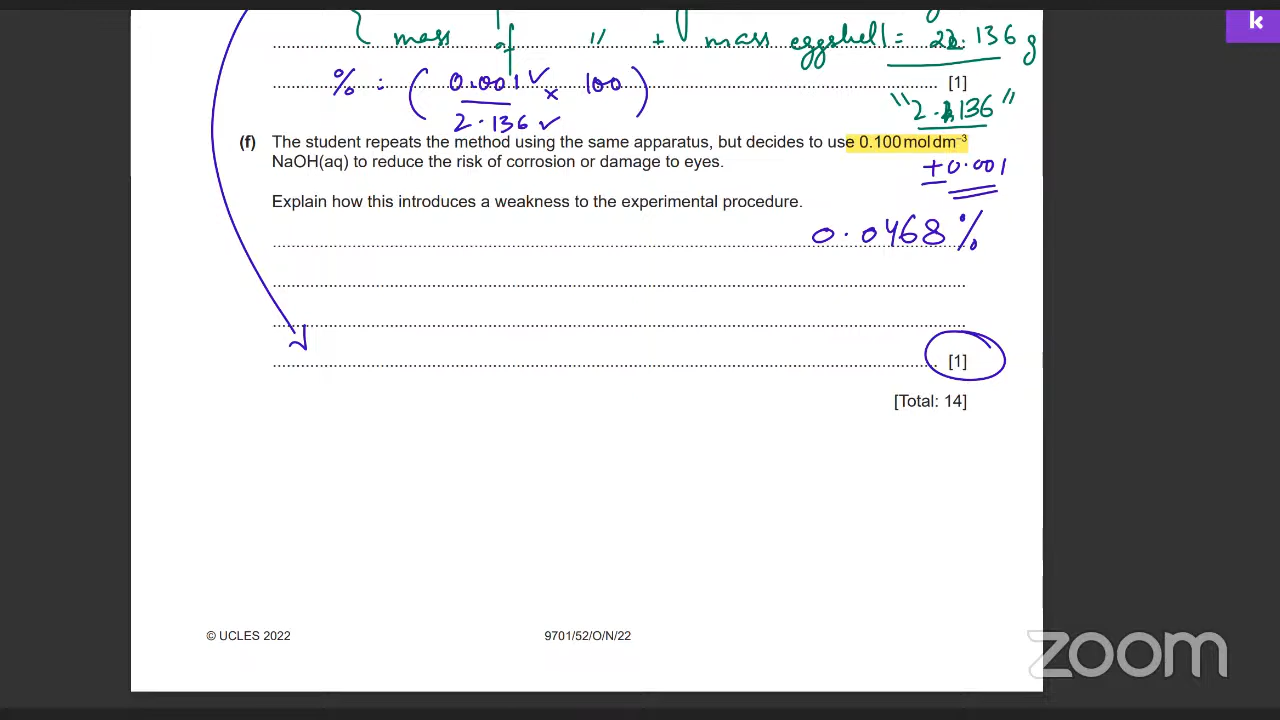 k
mass of " + mass eggshell = 22.136 g
% : ( 0.001 ✓ × 100 ) [1]
2.136 ✓
"2.136"
(f) The student repeats the method using the same apparatus, but decides to use 0.100 mol dm⁻³
NaOH(aq) to reduce the risk of corrosion or damage to eyes.
+0.001
Explain how this introduces a weakness to the experimental procedure.
0.0468 %
[1]
[Total: 14]
© UCLES 2022 9701/52/O/N/22
zoom